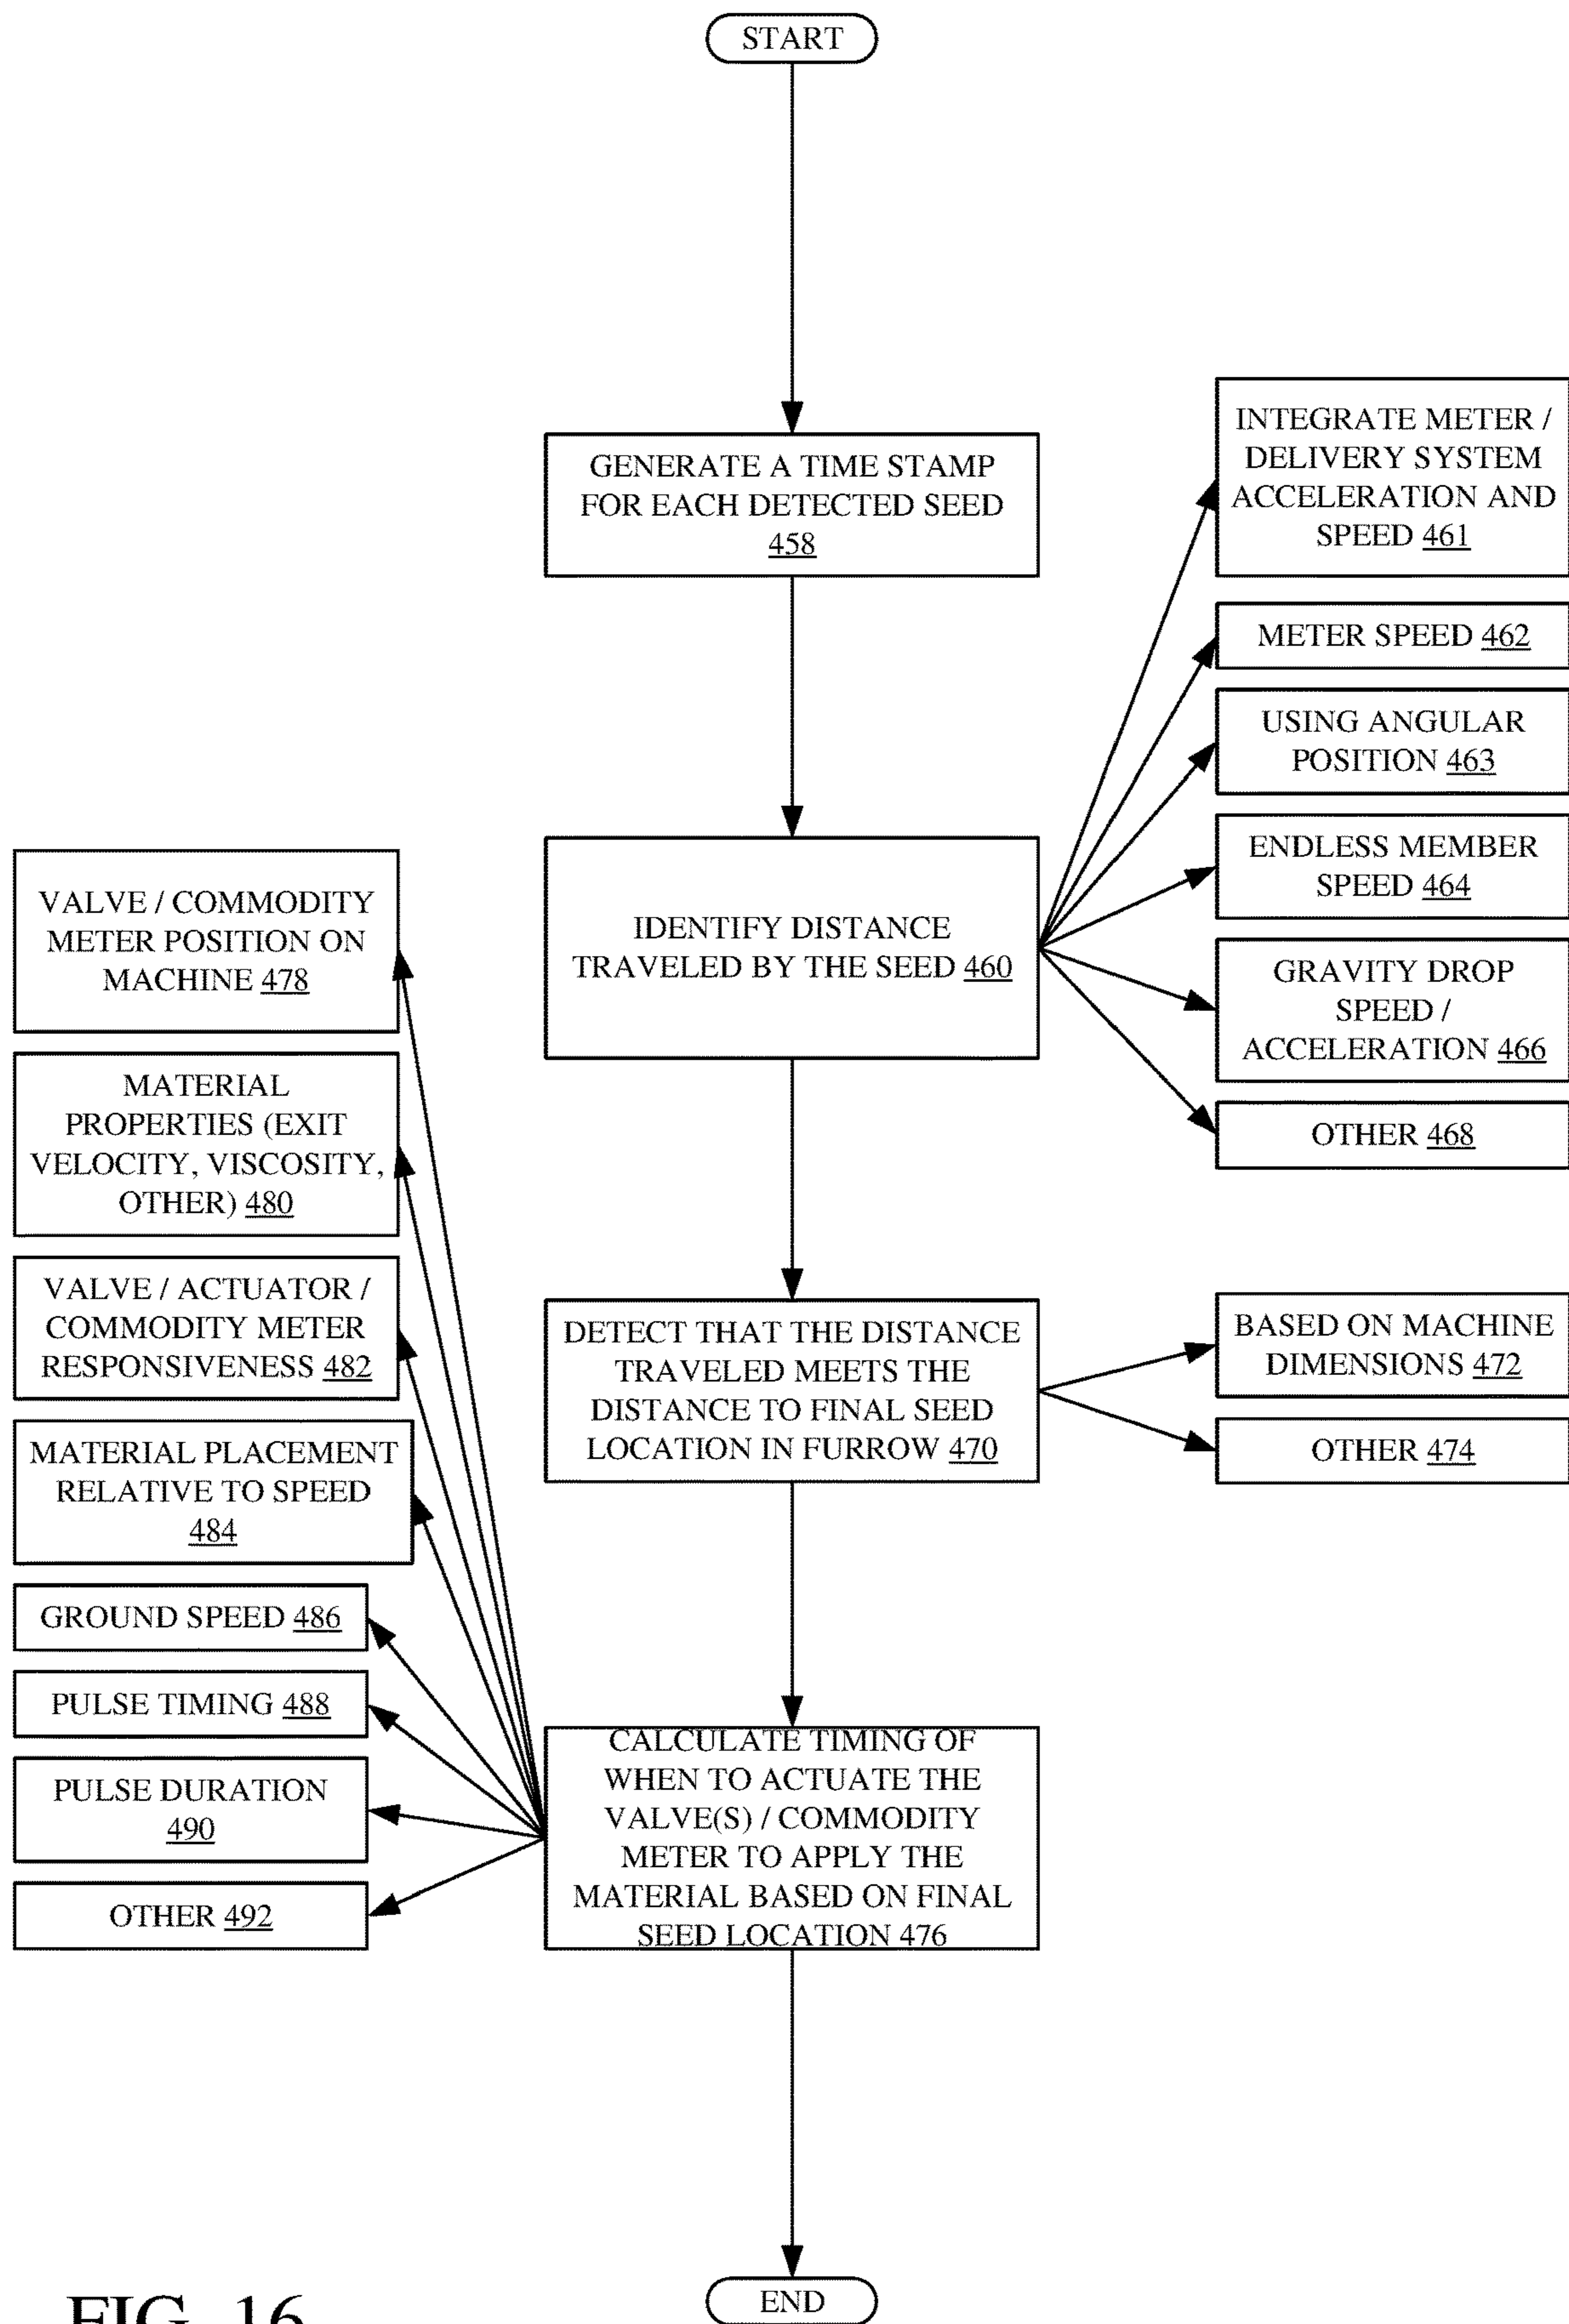 START
GENERATE A TIME STAMP
FOR EACH DETECTED SEED
458
INTEGRATE METER /
DELIVERY SYSTEM
ACCELERATION AND
SPEED 461
METER SPEED 462
USING ANGULAR
POSITION 463
ENDLESS MEMBER
SPEED 464
GRAVITY DROP
SPEED /
ACCELERATION 466
OTHER 468
IDENTIFY DISTANCE
TRAVELED BY THE SEED 460
DETECT THAT THE DISTANCE
TRAVELED MEETS THE
DISTANCE TO FINAL SEED
LOCATION IN FURROW 470
BASED ON MACHINE
DIMENSIONS 472
OTHER 474
VALVE / COMMODITY
METER POSITION ON
MACHINE 478
MATERIAL
PROPERTIES (EXIT
VELOCITY, VISCOSITY,
OTHER) 480
VALVE / ACTUATOR /
COMMODITY METER
RESPONSIVENESS 482
MATERIAL PLACEMENT
RELATIVE TO SPEED
484
GROUND SPEED 486
PULSE TIMING 488
PULSE DURATION
490
OTHER 492
CALCULATE TIMING OF
WHEN TO ACTUATE THE
VALVE(S) / COMMODITY
METER TO APPLY THE
MATERIAL BASED ON FINAL
SEED LOCATION 476
END
FIG. 16